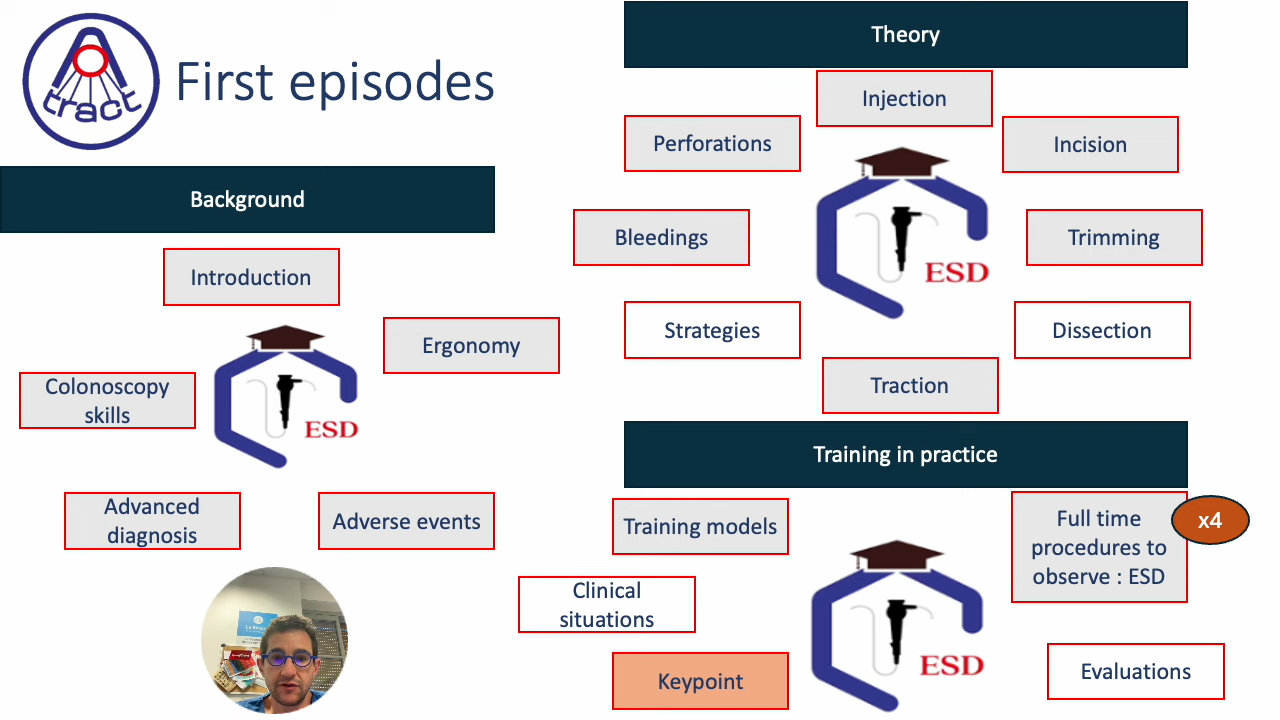 A
tract
First episodes
Background
Introduction
Ergonomy
Colonoscopy
skills
ESD
Advanced
diagnosis
Adverse events
Theory
Injection
Perforations
Incision
Bleedings
Trimming
ESD
Strategies
Dissection
Traction
Training in practice
Training models
Full time
procedures to
observe : ESD
x4
Clinical
situations
ESD
Keypoint
Evaluations